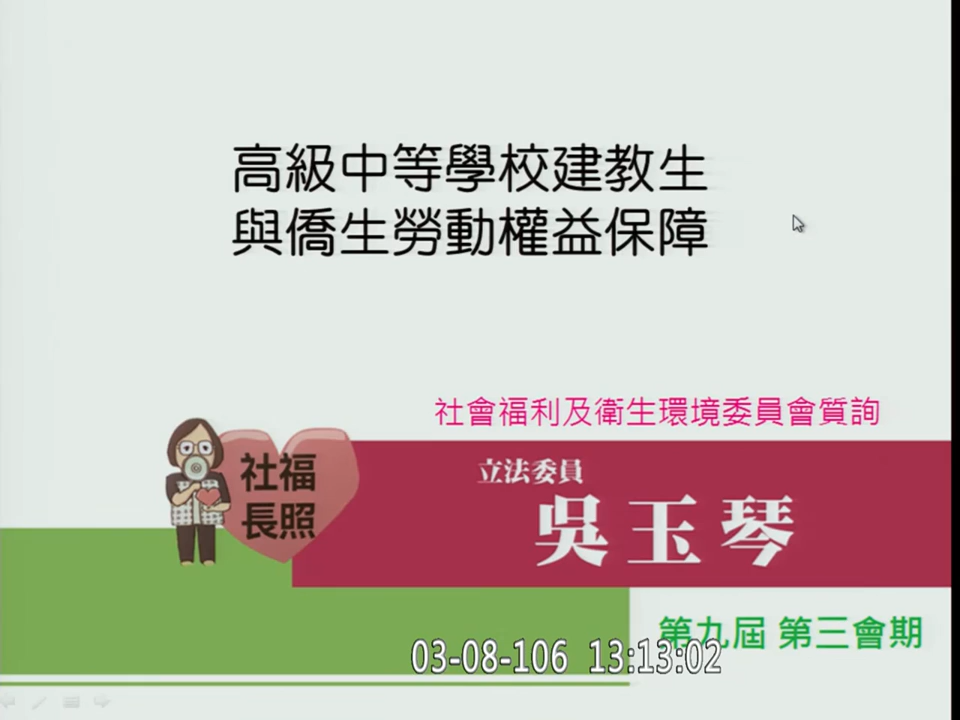 高級中等學校建教生
與僑生勞動權益保障
社會福利及衛生環境委員會質詢
社福
長照
立法委員
吳玉琴
第九屆 第三會期
03-08-106 13:13:02